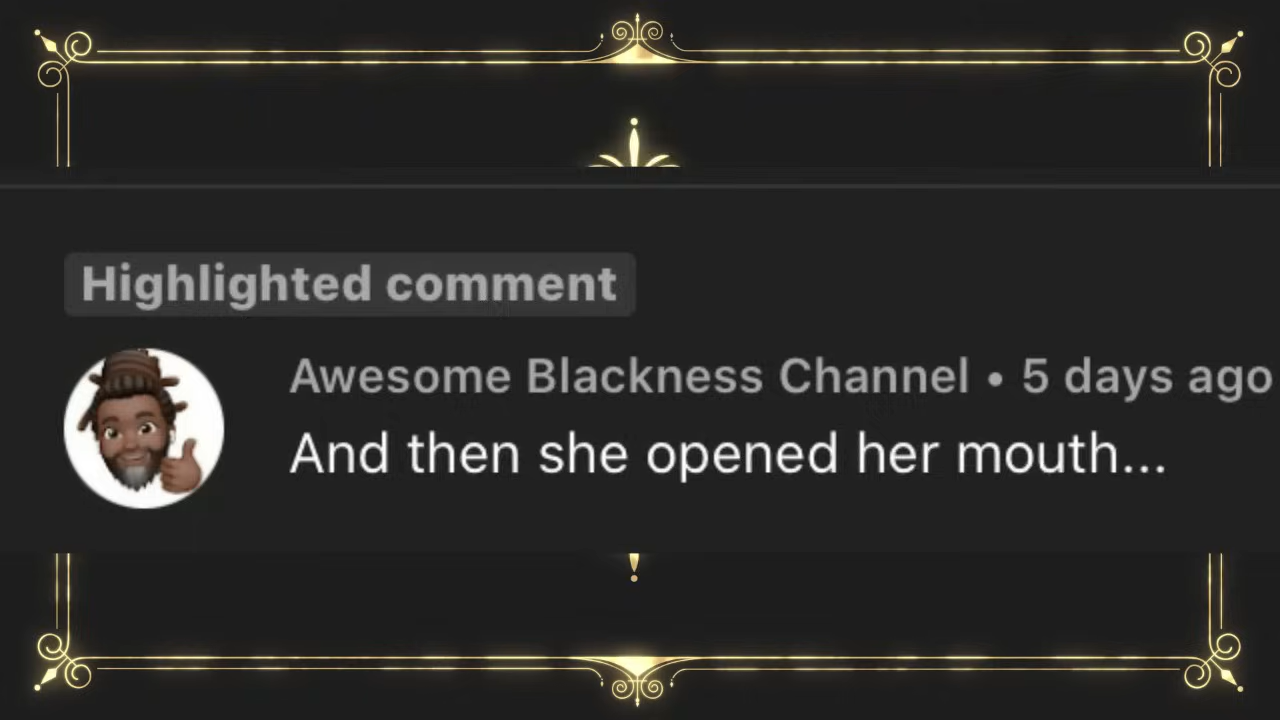 Highlighted comment
Awesome Blackness Channel • 5 days ago
And then she opened her mouth...